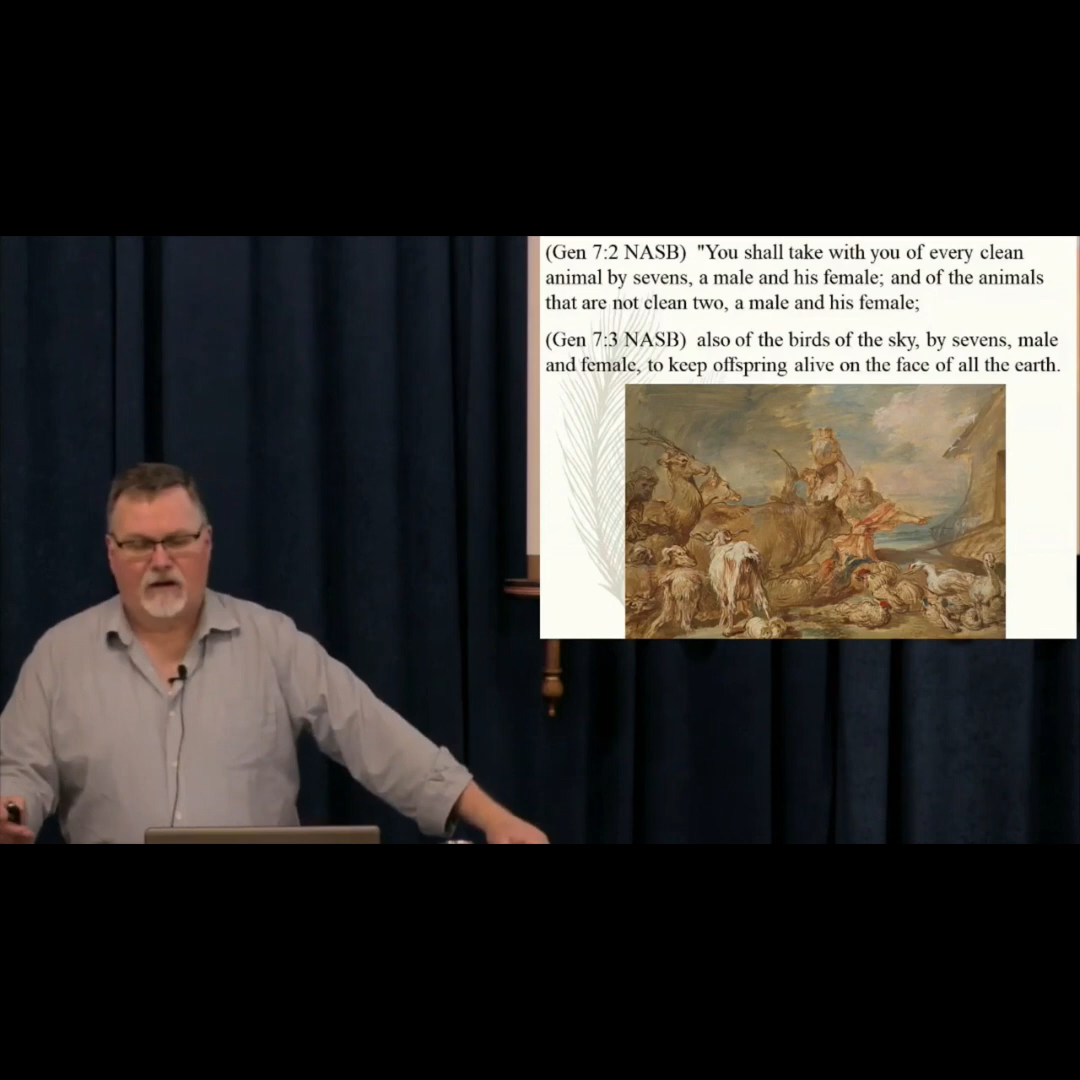 (Gen 7:2 NASB) "You shall take with you of every clean
animal by sevens, a male and his female; and of the animals
that are not clean two, a male and his female;
(Gen 7:3 NASB) also of the birds of the sky, by sevens, male
and female, to keep offspring alive on the face of all the earth.